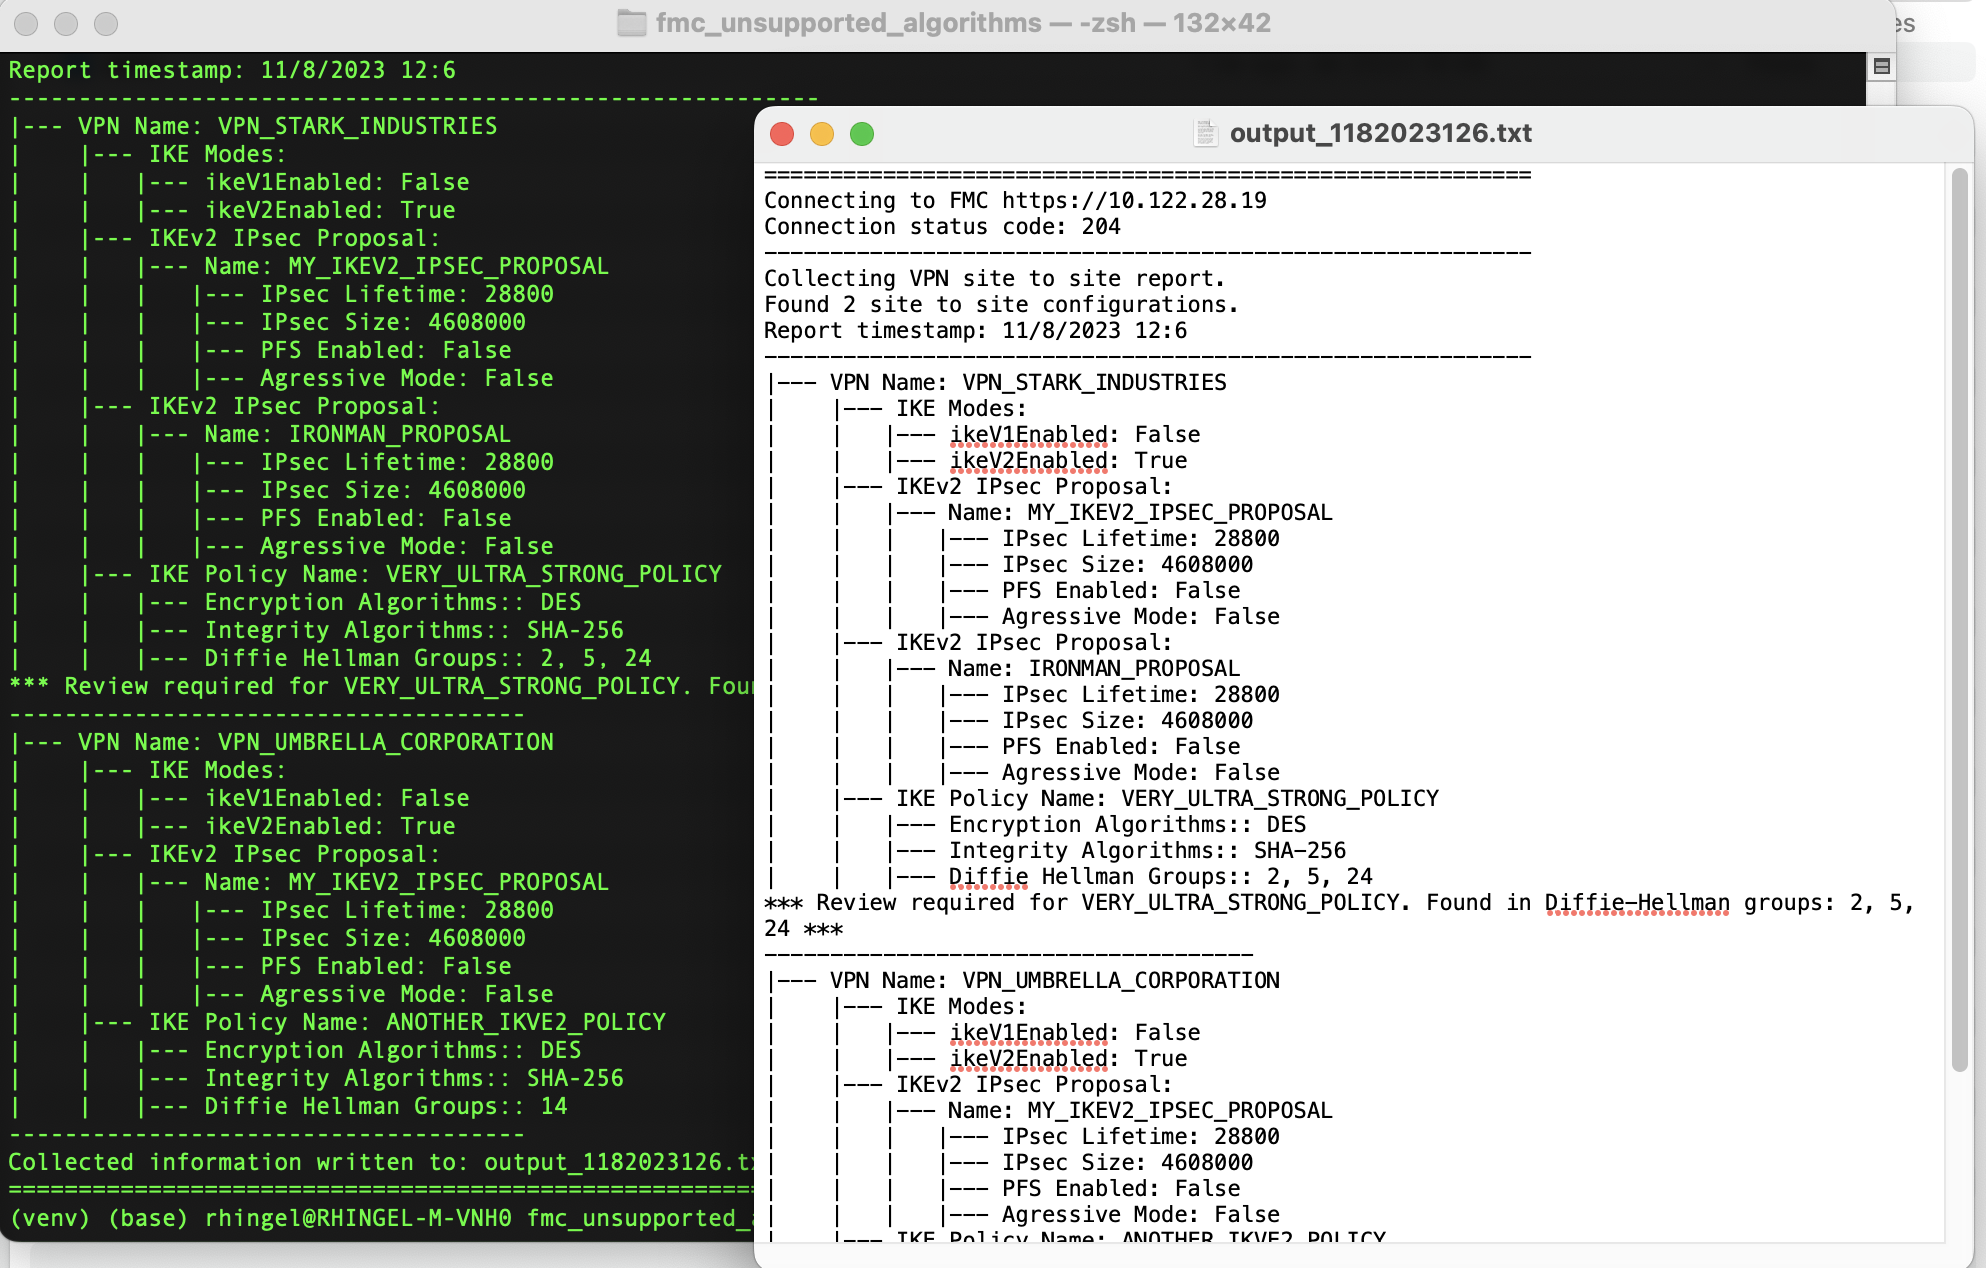 fmc_unsupported_algorithms — -zsh — 132×42
Report timestamp: 11/8/2023 12:6
----------------------------------------------------------
|--- VPN Name: VPN_STARK_INDUSTRIES
|    |--- IKE Modes:
|    |   |--- ikeV1Enabled: False
|    |   |--- ikeV2Enabled: True
|    |--- IKEv2 IPsec Proposal:
|    |   |--- Name: MY_IKEV2_IPSEC_PROPOSAL
|    |   |   |--- IPsec Lifetime: 28800
|    |   |   |--- IPsec Size: 4608000
|    |   |   |--- PFS Enabled: False
|    |   |   |--- Agressive Mode: False
|    |--- IKEv2 IPsec Proposal:
|    |   |--- Name: IRONMAN_PROPOSAL
|    |   |   |--- IPsec Lifetime: 28800
|    |   |   |--- IPsec Size: 4608000
|    |   |   |--- PFS Enabled: False
|    |   |   |--- Agressive Mode: False
|    |--- IKE Policy Name: VERY_ULTRA_STRONG_POLICY
|    |   |--- Encryption Algorithms:: DES
|    |   |--- Integrity Algorithms:: SHA-256
|    |   |--- Diffie Hellman Groups:: 2, 5, 24
*** Review required for VERY_ULTRA_STRONG_POLICY. Foun
-------------------------------------
|--- VPN Name: VPN_UMBRELLA_CORPORATION
|    |--- IKE Modes:
|    |   |--- ikeV1Enabled: False
|    |   |--- ikeV2Enabled: True
|    |--- IKEv2 IPsec Proposal:
|    |   |--- Name: MY_IKEV2_IPSEC_PROPOSAL
|    |   |   |--- IPsec Lifetime: 28800
|    |   |   |--- IPsec Size: 4608000
|    |   |   |--- PFS Enabled: False
|    |   |   |--- Agressive Mode: False
|    |--- IKE Policy Name: ANOTHER_IKVE2_POLICY
|    |   |--- Encryption Algorithms:: DES
|    |   |--- Integrity Algorithms:: SHA-256
|    |   |--- Diffie Hellman Groups:: 14
-------------------------------------
Collected information written to: output_1182023126.tx
======================================================
(venv) (base) rhingel@RHINGEL-M-VNH0 fmc_unsupported_
output_1182023126.txt
==========================================================
Connecting to FMC https://10.122.28.19
Connection status code: 204
----------------------------------------------------------
Collecting VPN site to site report.
Found 2 site to site configurations.
Report timestamp: 11/8/2023 12:6
----------------------------------------------------------
|--- VPN Name: VPN_STARK_INDUSTRIES
|    |--- IKE Modes:
|    |   |--- ikeV1Enabled: False
|    |   |--- ikeV2Enabled: True
|    |--- IKEv2 IPsec Proposal:
|    |   |--- Name: MY_IKEV2_IPSEC_PROPOSAL
|    |   |   |--- IPsec Lifetime: 28800
|    |   |   |--- IPsec Size: 4608000
|    |   |   |--- PFS Enabled: False
|    |   |   |--- Agressive Mode: False
|    |--- IKEv2 IPsec Proposal:
|    |   |--- Name: IRONMAN_PROPOSAL
|    |   |   |--- IPsec Lifetime: 28800
|    |   |   |--- IPsec Size: 4608000
|    |   |   |--- PFS Enabled: False
|    |   |   |--- Agressive Mode: False
|    |--- IKE Policy Name: VERY_ULTRA_STRONG_POLICY
|    |   |--- Encryption Algorithms:: DES
|    |   |--- Integrity Algorithms:: SHA-256
|    |   |--- Diffie Hellman Groups:: 2, 5, 24
*** Review required for VERY_ULTRA_STRONG_POLICY. Found in Diffie-Hellman groups: 2, 5,
24 ***
-------------------------------------
|--- VPN Name: VPN_UMBRELLA_CORPORATION
|    |--- IKE Modes:
|    |   |--- ikeV1Enabled: False
|    |   |--- ikeV2Enabled: True
|    |--- IKEv2 IPsec Proposal:
|    |   |--- Name: MY_IKEV2_IPSEC_PROPOSAL
|    |   |   |--- IPsec Lifetime: 28800
|    |   |   |--- IPsec Size: 4608000
|    |   |   |--- PFS Enabled: False
|    |   |   |--- Agressive Mode: False
|    |--- IKE Policy Name: ANOTHER_IKVE2_POLICY